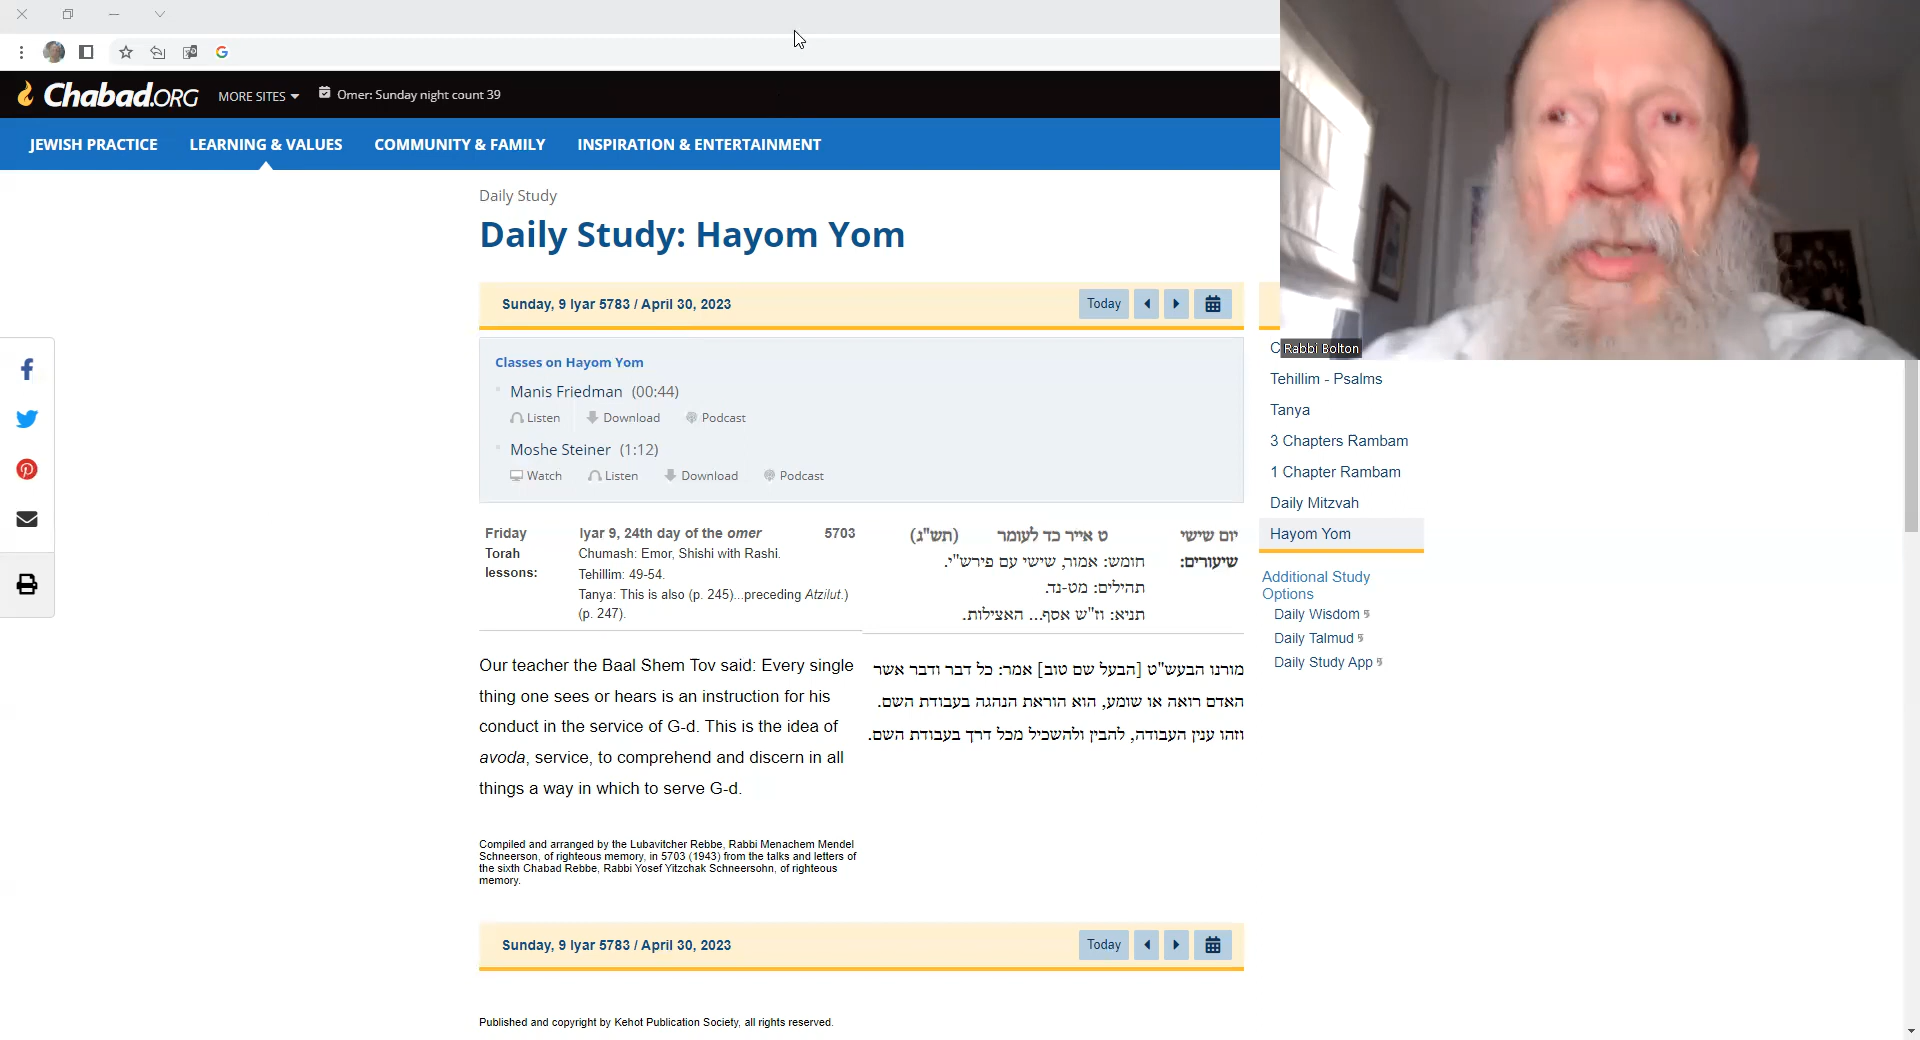 Chabad.ORG MORE SITES Omer: Sunday night count 39
JEWISH PRACTICE LEARNING & VALUES COMMUNITY & FAMILY INSPIRATION & ENTERTAINMENT
Daily Study
Daily Study: Hayom Yom
Sunday, 9 Iyar 5783 / April 30, 2023 Today
Classes on Hayom Yom
Manis Friedman (00:44)
Listen Download Podcast
Moshe Steiner (1:12)
Watch Listen Download Podcast
Friday Iyar 9, 24th day of the omer 5703
Torah lessons:
Chumash: Emor, Shishi with Rashi.
Tehillim: 49-54.
Tanya: This is also (p. 245)...preceding Atzilut.)
(p. 247).
יום שישי ט אייר כד לעומר (תש"ג)
שיעורים: חומש: אמור, שישי עם פירש"י.
תהילים: מט-נד.
תניא: וז"ש אסף... האצילות.
Our teacher the Baal Shem Tov said: Every single
thing one sees or hears is an instruction for his
conduct in the service of G-d. This is the idea of
avoda, service, to comprehend and discern in all
things a way in which to serve G-d.
מורנו הבעש"ט [הבעל שם טוב] אמר: כל דבר ודבר אשר
האדם רואה או שומע, הוא הוראת הנהגה בעבודת השם.
וזהו ענין העבודה, להבין ולהשכיל מכל דרך בעבודת השם.
Compiled and arranged by the Lubavitcher Rebbe, Rabbi Menachem Mendel
Schneerson, of righteous memory, in 5703 (1943) from the talks and letters of
the sixth Chabad Rebbe, Rabbi Yosef Yitzchak Schneersohn, of righteous
memory.
Sunday, 9 Iyar 5783 / April 30, 2023 Today
Published and copyright by Kehot Publication Society, all rights reserved.
Rabbi Bolton
C
Tehillim - Psalms
Tanya
3 Chapters Rambam
1 Chapter Rambam
Daily Mitzvah
Hayom Yom
Additional Study
Options
Daily Wisdom
Daily Talmud
Daily Study App